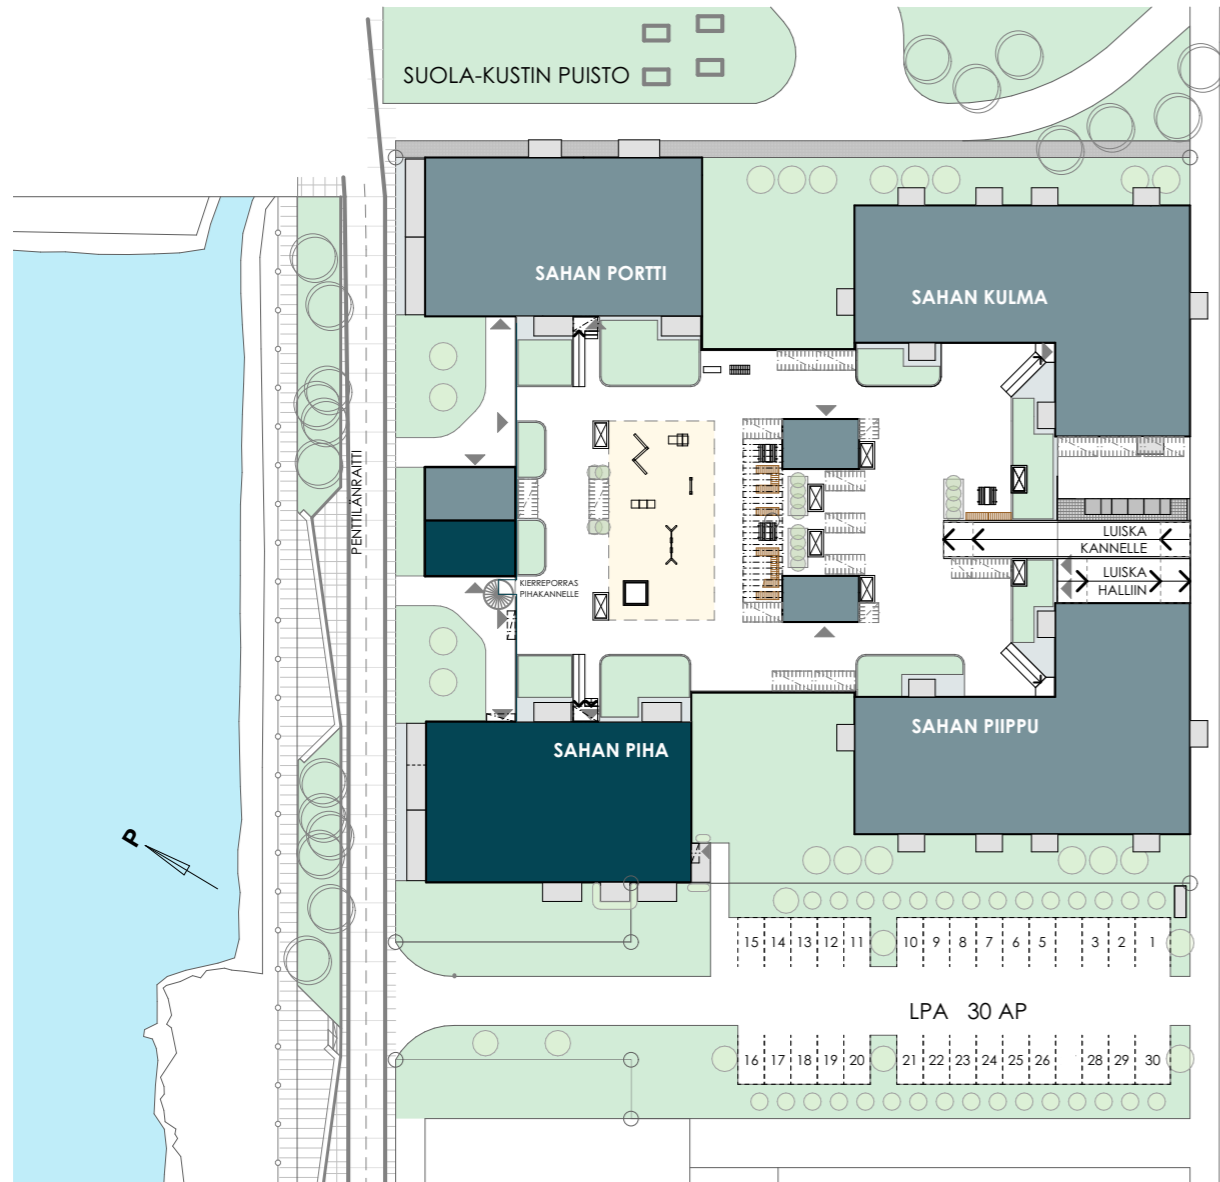 SUOLA-KUSTIN PUISTO
SAHAN PORTTI
SAHAN KULMA
PENTTILANRAITTI
LUISKA
KANNELLE
LUISKA
HALLIIN
KIERREPORRAS
PIHAKANNELLE
SAHAN PIIPPU
SAHAN PIHA
P
15 14 13 12 11 10 9 8 7 6 5 3 2 1
LPA 30 AP
16 17 18 19 20 21 22 23 24 25 26 28 29 30